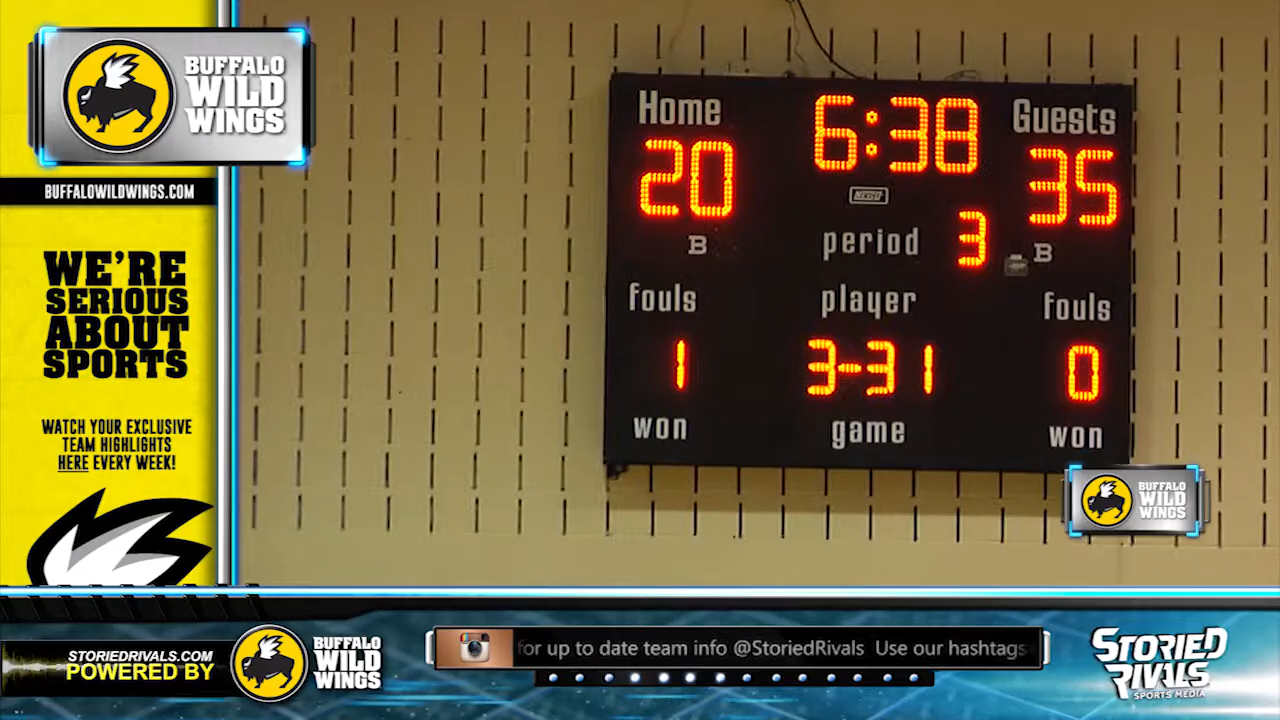 BUFFALO
WILD
WINGS
BUFFALOWILDWINGS.COM
WE'RE
SERIOUS
ABOUT
SPORTS
WATCH YOUR EXCLUSIVE
TEAM HIGHLIGHTS
HERE EVERY WEEK!
Home 6:38 Guests
20 35
B period 3 B
fouls player fouls
1 3-31 0
won game won
BUFFALO
WILD
WINGS
STORIEDRIVALS.COM
POWERED BY
BUFFALO
WILD
WINGS
for up to date team info @StoriedRivals Use our hashtags
STORIED
RIVALS
SPORTS MEDIA